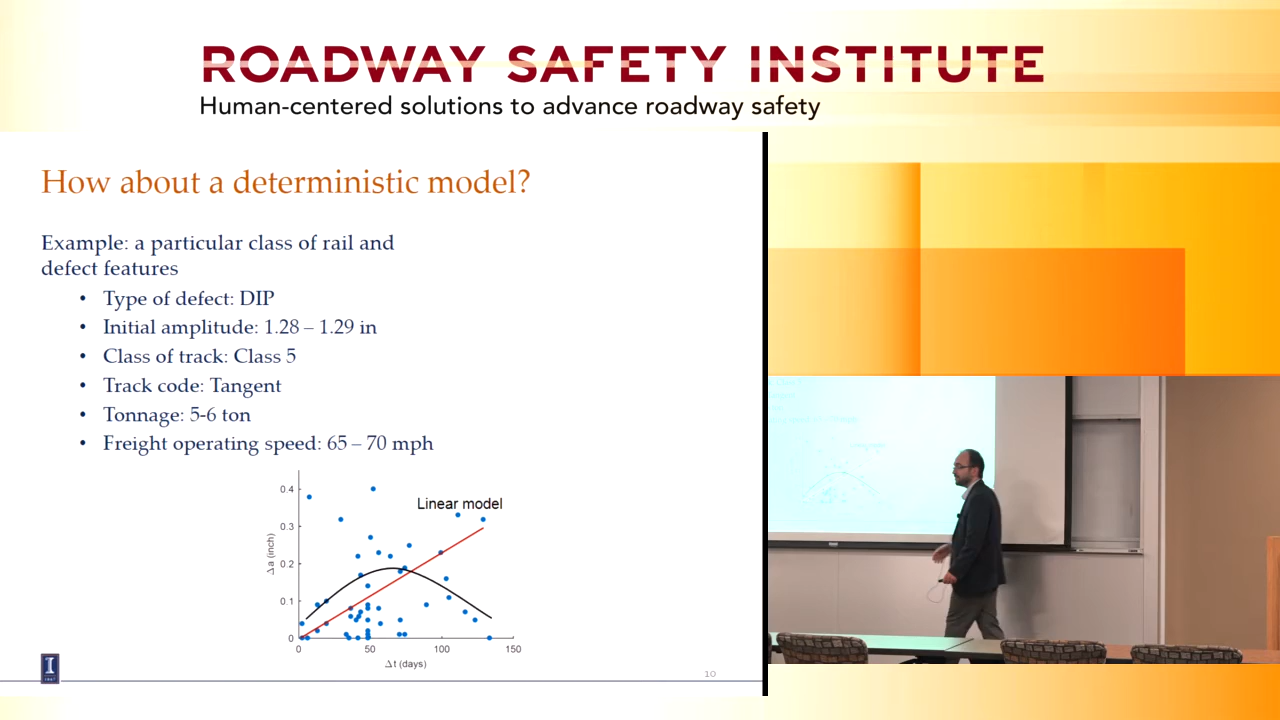 ROADWAY SAFETY INSTITUTE
Human-centered solutions to advance roadway safety
How about a deterministic model?
Example: a particular class of rail and
defect features
• Type of defect: DIP
• Initial amplitude: 1.28 – 1.29 in
• Class of track: Class 5
• Track code: Tangent
• Tonnage: 5-6 ton
• Freight operating speed: 65 – 70 mph
Linear model
Δa (inch)
0.4
0.3
0.2
0.1
0
0 50 100 150
Δt (days)
I
10